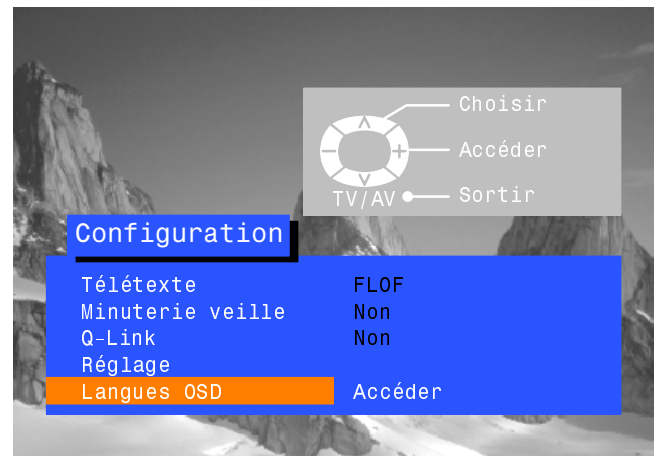 Choisir
Accéder
TV/AV Sortir
Configuration
Télétexte FLOF
Minuterie veille Non
Q-Link Non
Réglage
Langues OSD Accéder